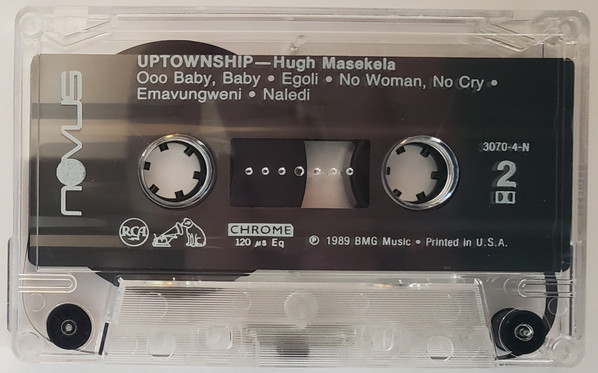 UPTOWNSHIP—Hugh Masekela
Ooo Baby, Baby • Egoli • No Woman, No Cry •
Emavungweni • Naledi
NOVUS
3070-4-N
2
RCA
CHROME
120 µs Eq
℗ 1989 BMG Music • Printed in U.S.A.